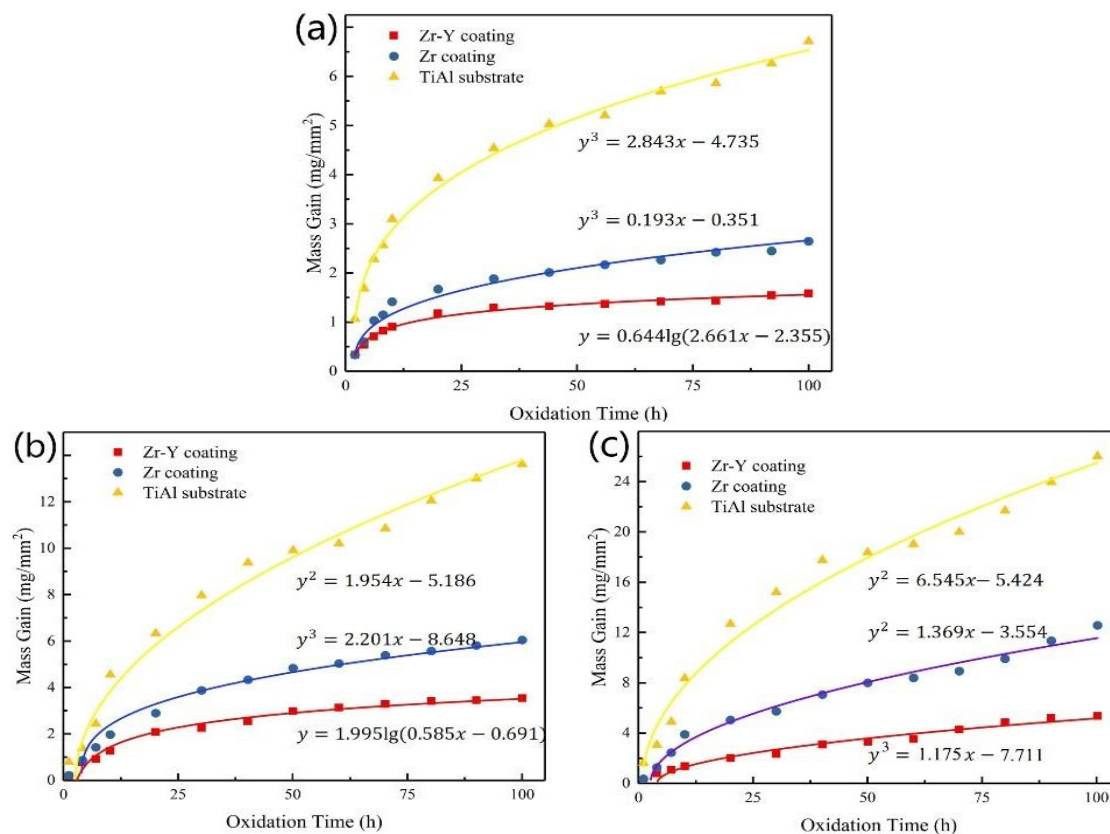 (a)
Zr-Y coating
Zr coating
TiAl substrate
Mass Gain (mg/mm²)
7
6
5
4
3
2
1
0
y³ = 2.843x − 4.735
y³ = 0.193x − 0.351
y = 0.644lg(2.661x − 2.355)
0 25 50 75 100
Oxidation Time (h)
(b)
Zr-Y coating
Zr coating
TiAl substrate
Mass Gain (mg/mm²)
12
10
8
6
4
2
0
y² = 1.954x − 5.186
y³ = 2.201x − 8.648
y = 1.995lg(0.585x − 0.691)
0 25 50 75 100
Oxidation Time (h)
(c)
Zr-Y coating
Zr coating
TiAl substrate
Mass Gain (mg/mm²)
24
20
16
12
8
4
0
y² = 6.545x − 5.424
y² = 1.369x − 3.554
y³ = 1.175x − 7.711
0 25 50 75 100
Oxidation Time (h)